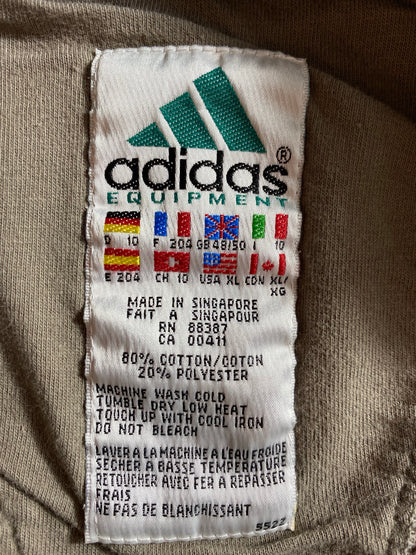 adidas®
EQUIPMENT
D 10 F 204 GB 48/50 I 10
E 204 CH 10 USA XL CDN XL/
XG
MADE IN SINGAPORE
FAIT A SINGAPOUR
RN 88387
CA 00411
80% COTTON/COTON
20% POLYESTER
MACHINE WASH COLD
TUMBLE DRY LOW HEAT
TOUCH UP WITH COOL IRON
DO NOT BLEACH
LAVER A LA MACHINE A L'EAU FROIDE
SÉCHER A BASSE TEMPÉRATURE
RETOUCHER AVEC FER A REPASSER
FRAIS
NE PAS DE BLANCHISSANT
5522